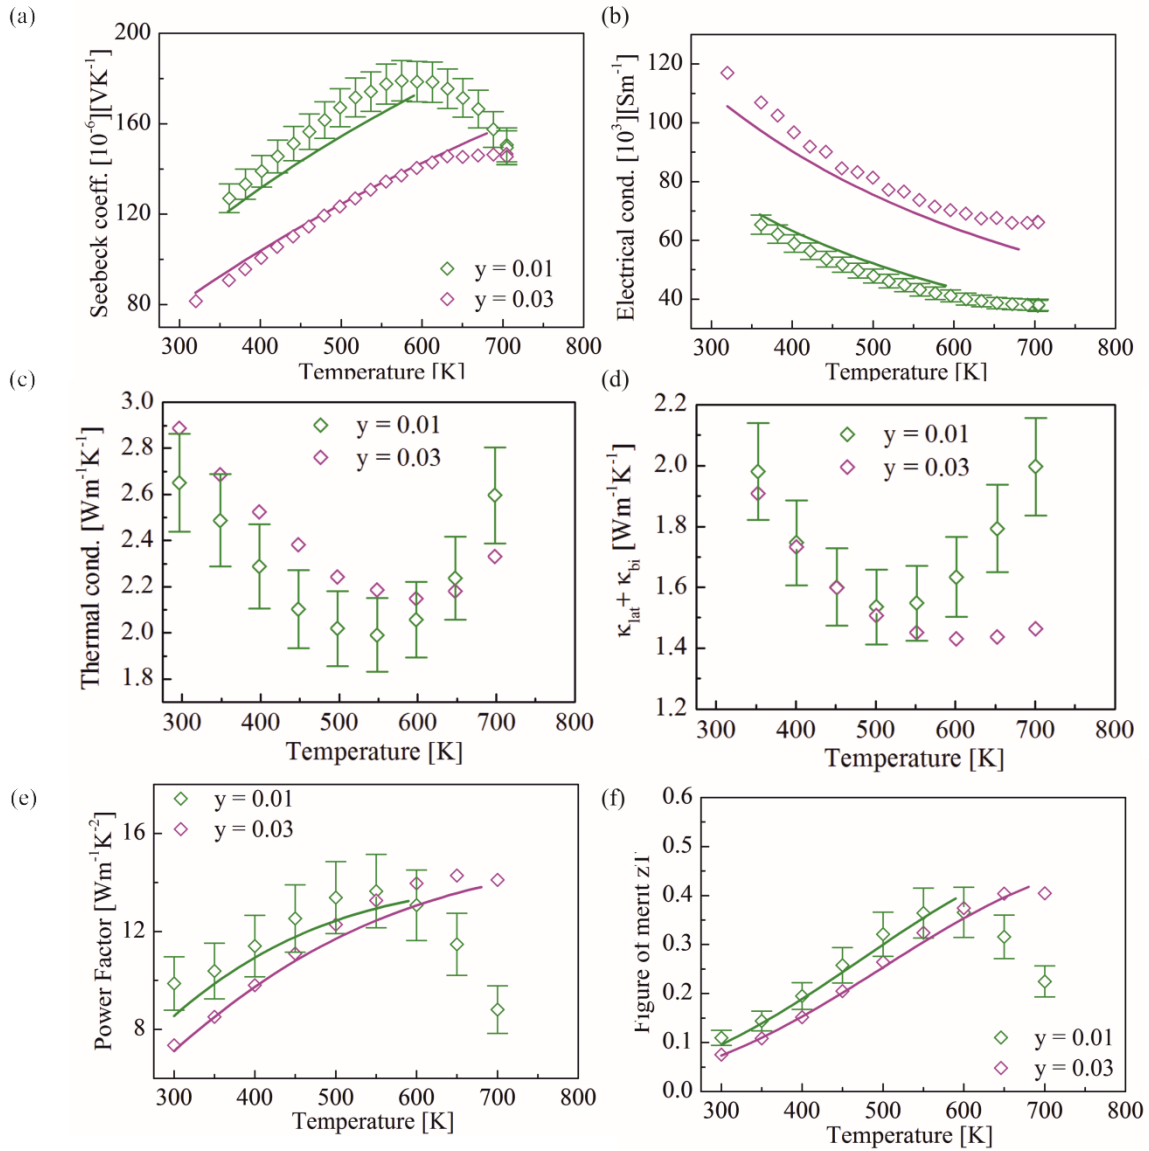 (a)
200
160
120
80
Seebeck coeff. [10⁻⁶][VK⁻¹]
y = 0.01
y = 0.03
300 400 500 600 700 800
Temperature [K]
(b)
120
100
80
60
40
Electrical cond. [10³][Sm⁻¹]
300 400 500 600 700 800
Temperature [K]
(c)
3.0
2.8
2.6
2.4
2.2
2.0
1.8
Thermal cond. [Wm⁻¹K⁻¹]
y = 0.01
y = 0.03
300 400 500 600 700 800
Temperature [K]
(d)
2.2
2.0
1.8
1.6
1.4
1.2
κlat+ κbi [Wm⁻¹K⁻¹]
y = 0.01
y = 0.03
300 400 500 600 700 800
Temperature [K]
(e)
16
12
8
Power Factor [Wm⁻¹K⁻²]
y = 0.01
y = 0.03
300 400 500 600 700 800
Temperature [K]
(f)
0.6
0.5
0.4
0.3
0.2
0.1
0.0
Figure of merit zT
y = 0.01
y = 0.03
300 400 500 600 700 800
Temperature [K]